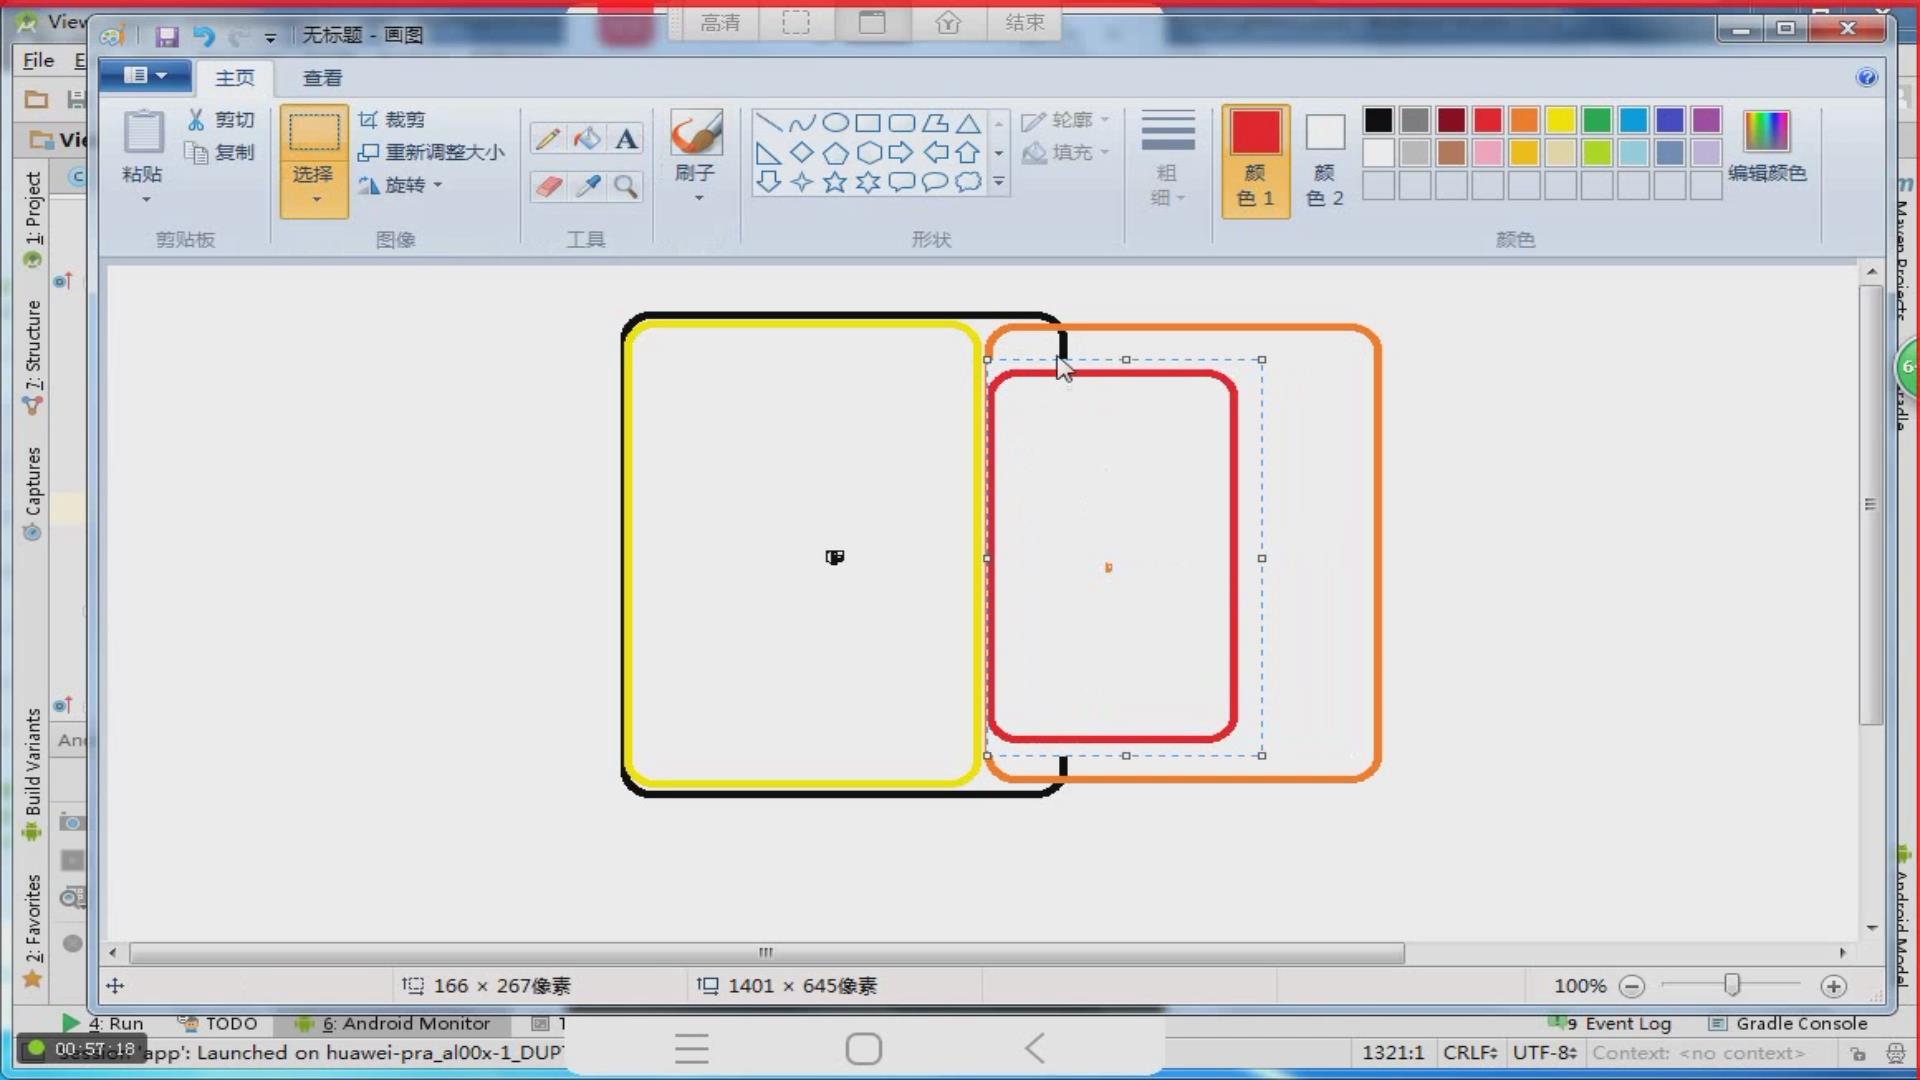 View
无标题 - 画图
高清
结束
File
E
主页
查看
粘贴
剪切
复制
剪贴板
选择
裁剪
重新调整大小
旋转
图像
A
工具
刷子
形状
轮廓
填充
粗
细
颜
色 1
颜
色 2
编辑颜色
颜色
Vie
1: Project
7: Structure
Captures
Build Variants
2: Favorites
And
Maven Projects
Android Model
6
166 × 267像素
1401 × 645像素
100%
4: Run
TODO
6: Android Monitor
9 Event Log
Gradle Console
00:57:18
'app': Launched on huawei-pra_al00x-1_DUP
1321:1
CRLF
UTF-8
Context: <no context>